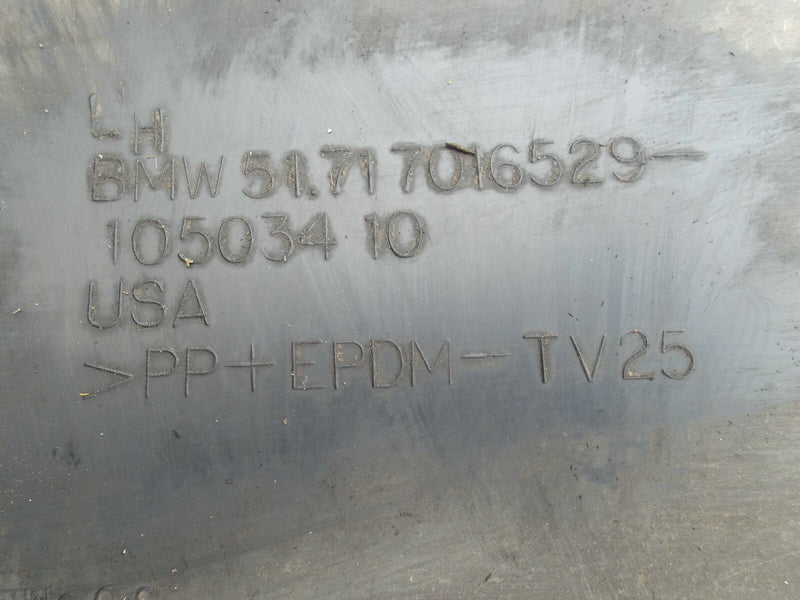 LH
BMW 51.71 7016529-
105034 10
USA
>PP+EPDM-TV25